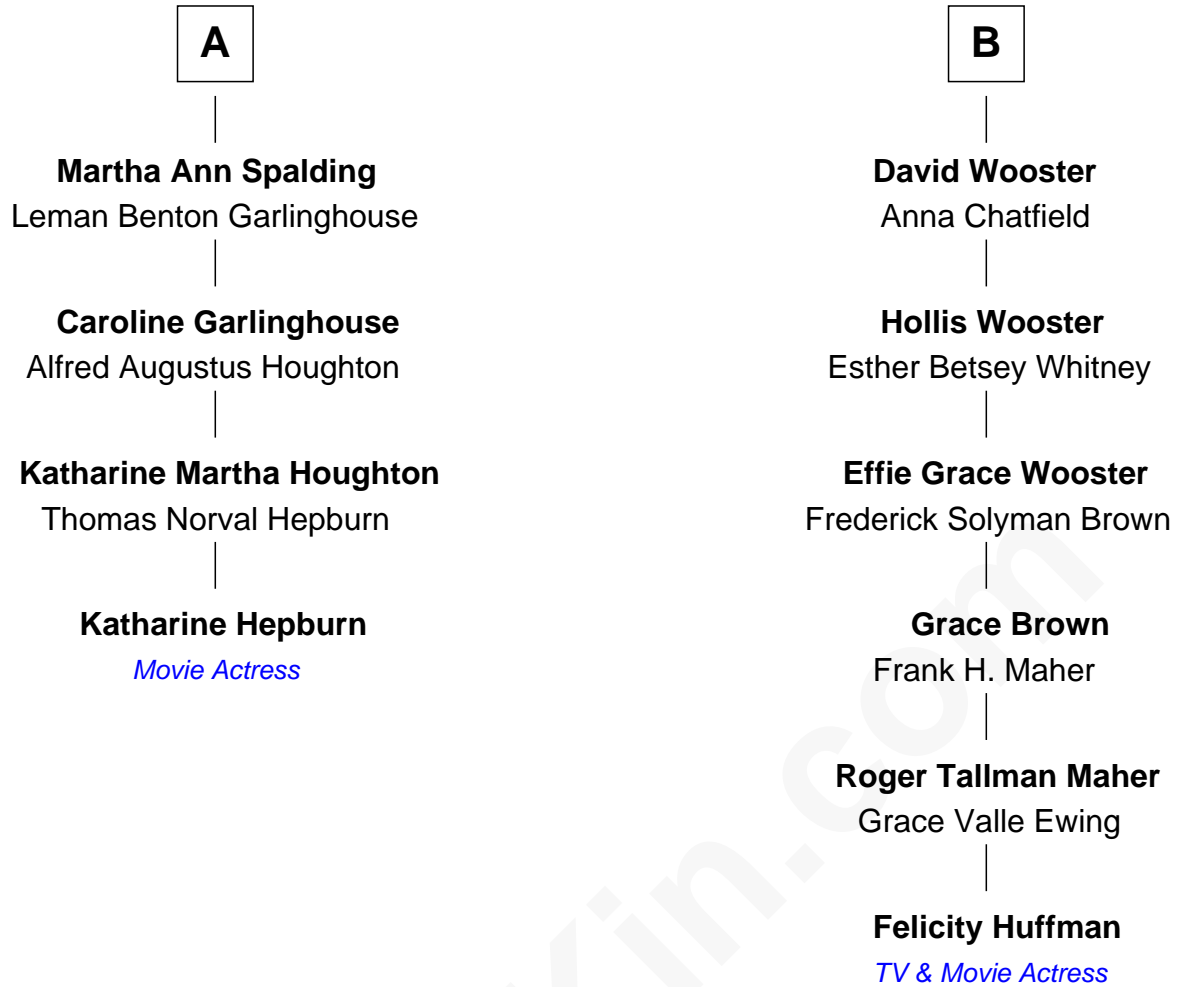 A
Martha Ann Spalding
Leman Benton Garlinghouse
Caroline Garlinghouse
Alfred Augustus Houghton
Katharine Martha Houghton
Thomas Norval Hepburn
Katharine Hepburn
Movie Actress
B
David Wooster
Anna Chatfield
Hollis Wooster
Esther Betsey Whitney
Effie Grace Wooster
Frederick Solyman Brown
Grace Brown
Frank H. Maher
Roger Tallman Maher
Grace Valle Ewing
Felicity Huffman
TV & Movie Actress
Kin.com